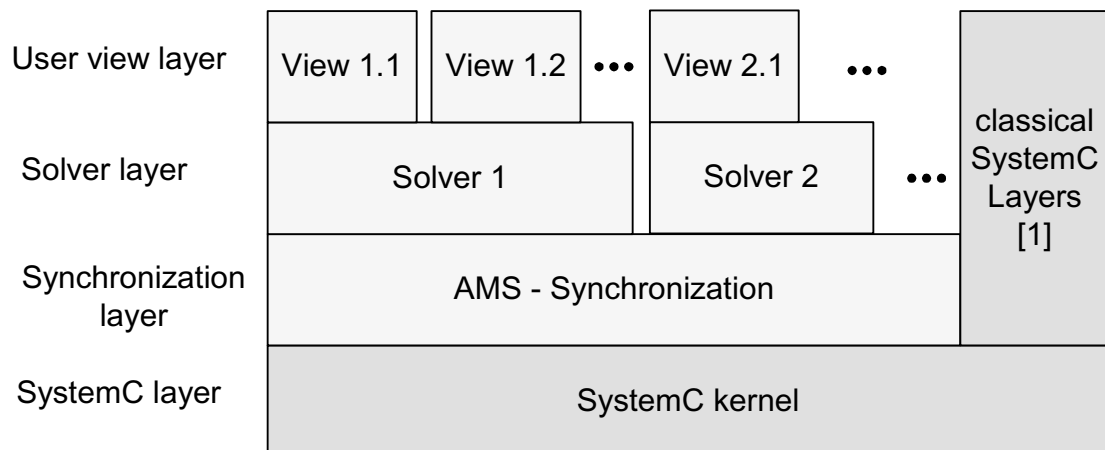 User view layer
View 1.1
View 1.2
•••
View 2.1
•••
classical
SystemC
Layers
[1]
Solver layer
Solver 1
Solver 2
•••
Synchronization
layer
AMS - Synchronization
SystemC layer
SystemC kernel